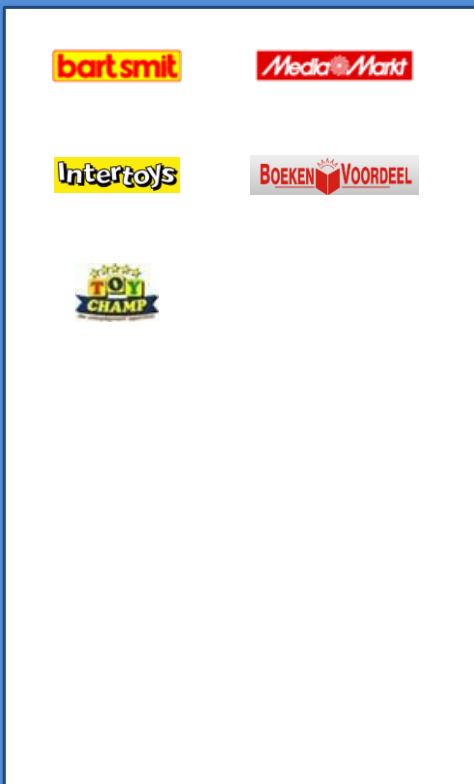 bart smit
Media Markt
Intertoys
BOEKEN VOORDEEL
TOY
CHAMP